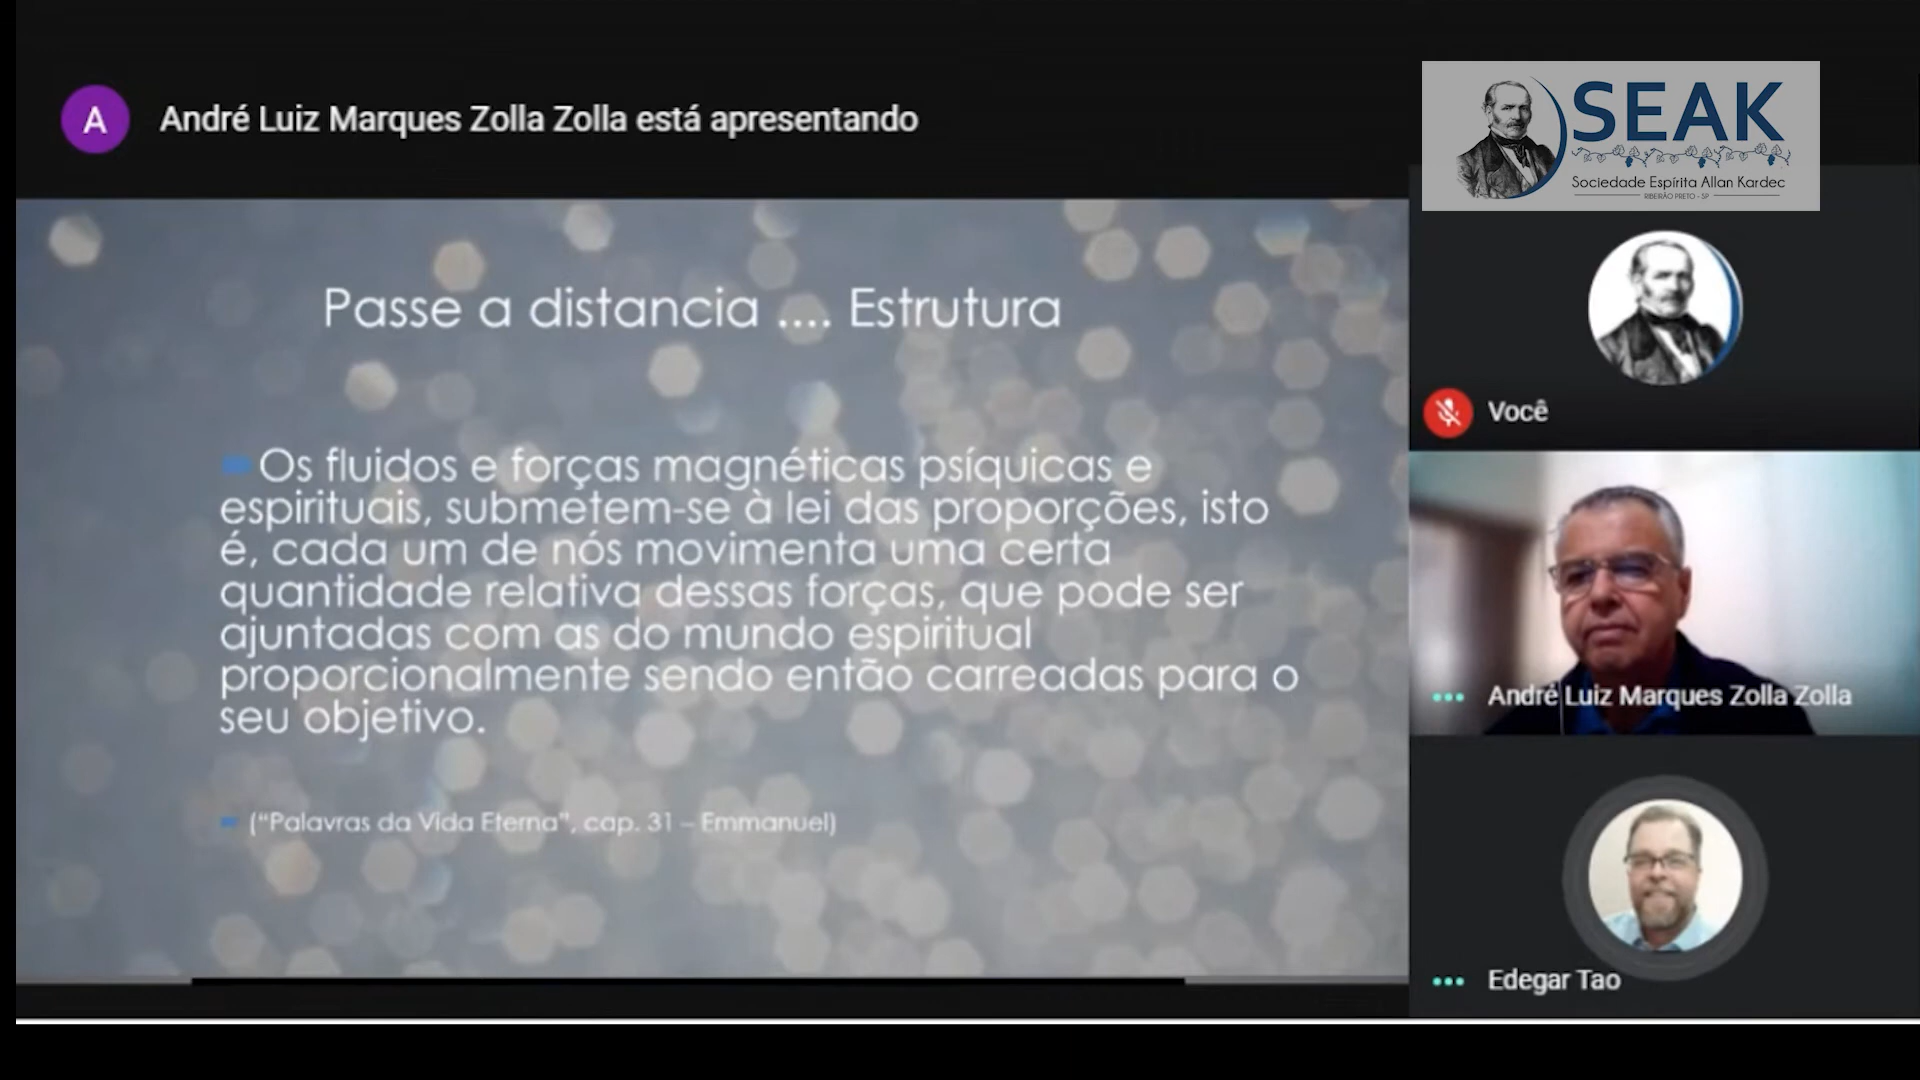 A
André Luiz Marques Zolla Zolla está apresentando
SEAK
Sociedade Espírita Allan Kardec
RIBEIRÃO PRETO - SP
Passe a distancia .... Estrutura
Os fluidos e forças magnéticas psíquicas e
espirituais, submetem-se à lei das proporções, isto
é, cada um de nós movimenta uma certa
quantidade relativa dessas forças, que pode ser
ajuntadas com as do mundo espiritual
proporcionalmente sendo então carreadas para o
seu objetivo.
(“Palavras da Vida Eterna”, cap. 31 – Emmanuel)
Você
André Luiz Marques Zolla Zolla
Edegar Tao